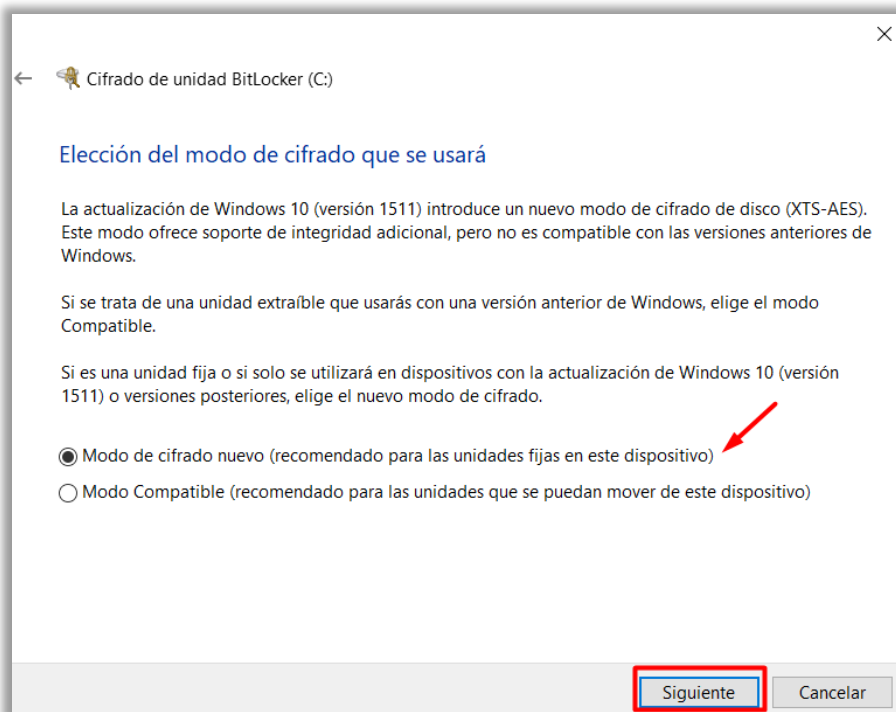 Cifrado de unidad BitLocker (C:)
Elección del modo de cifrado que se usará
La actualización de Windows 10 (versión 1511) introduce un nuevo modo de cifrado de disco (XTS-AES).
Este modo ofrece soporte de integridad adicional, pero no es compatible con las versiones anteriores de
Windows.
Si se trata de una unidad extraíble que usarás con una versión anterior de Windows, elige el modo
Compatible.
Si es una unidad fija o si solo se utilizará en dispositivos con la actualización de Windows 10 (versión
1511) o versiones posteriores, elige el nuevo modo de cifrado.
Modo de cifrado nuevo (recomendado para las unidades fijas en este dispositivo)
Modo Compatible (recomendado para las unidades que se puedan mover de este dispositivo)
Siguiente Cancelar